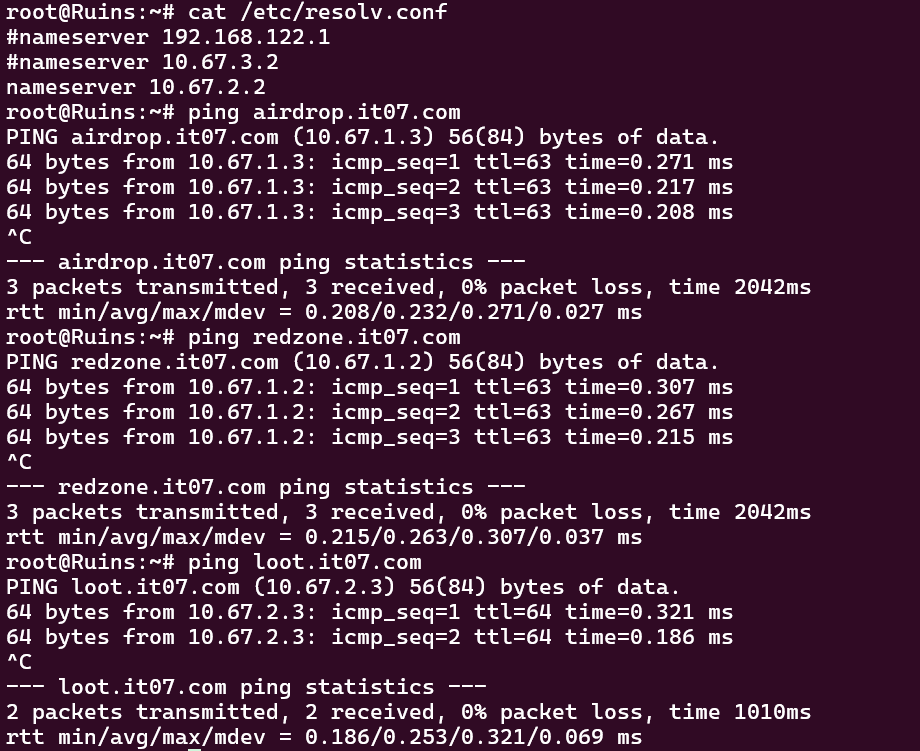 root@Ruins:~# cat /etc/resolv.conf
#nameserver 192.168.122.1
#nameserver 10.67.3.2
nameserver 10.67.2.2
root@Ruins:~# ping airdrop.it07.com
PING airdrop.it07.com (10.67.1.3) 56(84) bytes of data.
64 bytes from 10.67.1.3: icmp_seq=1 ttl=63 time=0.271 ms
64 bytes from 10.67.1.3: icmp_seq=2 ttl=63 time=0.217 ms
64 bytes from 10.67.1.3: icmp_seq=3 ttl=63 time=0.208 ms
^C
--- airdrop.it07.com ping statistics ---
3 packets transmitted, 3 received, 0% packet loss, time 2042ms
rtt min/avg/max/mdev = 0.208/0.232/0.271/0.027 ms
root@Ruins:~# ping redzone.it07.com
PING redzone.it07.com (10.67.1.2) 56(84) bytes of data.
64 bytes from 10.67.1.2: icmp_seq=1 ttl=63 time=0.307 ms
64 bytes from 10.67.1.2: icmp_seq=2 ttl=63 time=0.267 ms
64 bytes from 10.67.1.2: icmp_seq=3 ttl=63 time=0.215 ms
^C
--- redzone.it07.com ping statistics ---
3 packets transmitted, 3 received, 0% packet loss, time 2042ms
rtt min/avg/max/mdev = 0.215/0.263/0.307/0.037 ms
root@Ruins:~# ping loot.it07.com
PING loot.it07.com (10.67.2.3) 56(84) bytes of data.
64 bytes from 10.67.2.3: icmp_seq=1 ttl=64 time=0.321 ms
64 bytes from 10.67.2.3: icmp_seq=2 ttl=64 time=0.186 ms
^C
--- loot.it07.com ping statistics ---
2 packets transmitted, 2 received, 0% packet loss, time 1010ms
rtt min/avg/max/mdev = 0.186/0.253/0.321/0.069 ms